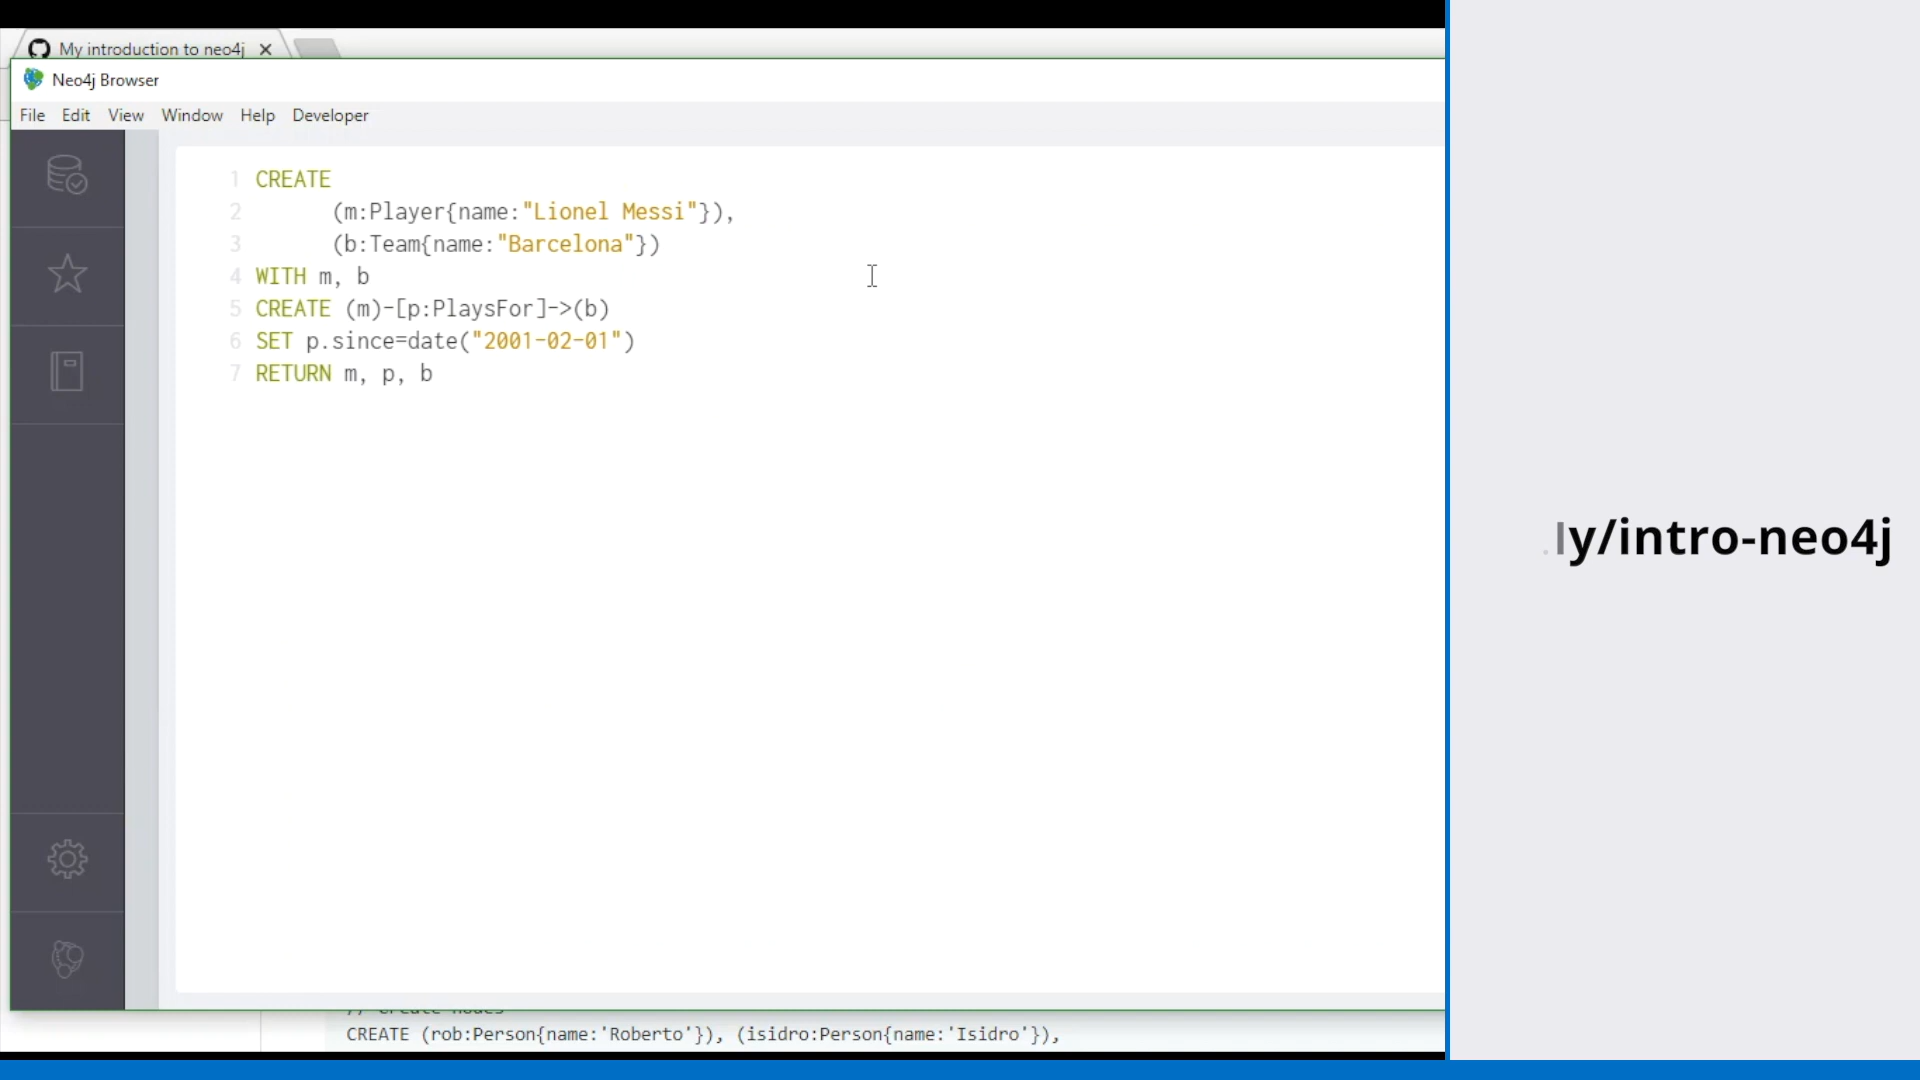 My introduction to neo4j
Neo4j Browser
File Edit View Window Help Developer
1 CREATE
2 (m:Player{name:"Lionel Messi"}),
3 (b:Team{name:"Barcelona"})
4 WITH m, b
5 CREATE (m)-[p:PlaysFor]->(b)
6 SET p.since=date("2001-02-01")
7 RETURN m, p, b
.ly/intro-neo4j
// Create nodes
CREATE (rob:Person{name:'Roberto'}), (isidro:Person{name:'Isidro'}),